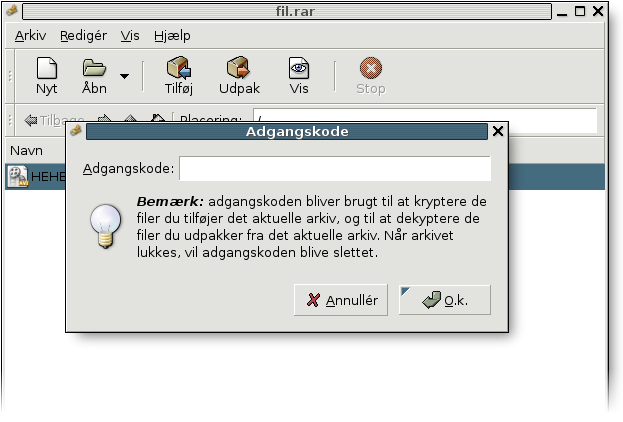 fil.rar
Arkiv Redigér Vis Hjælp
Nyt Åbn Tilføj Udpak Vis Stop
Tilbage Placering: /
Navn
HEHE
Adgangskode
Adgangskode:
Bemærk: adgangskoden bliver brugt til at kryptere de
filer du tilføjer det aktuelle arkiv, og til at dekyptere de
filer du udpakker fra det aktuelle arkiv. Når arkivet
lukkes, vil adgangskoden blive slettet.
Annullér O.k.